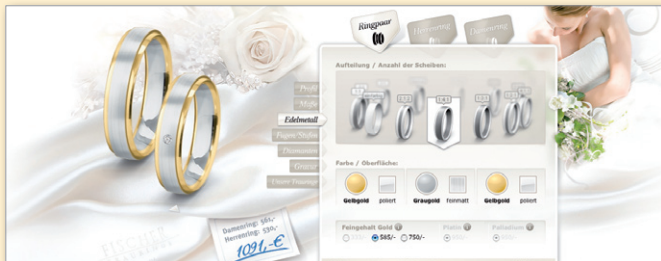 Ringpaar
Herrenring
Damenring
Aufteilung / Anzahl der Scheiben:
Profil
Maße
Edelmetall
Fugen/Stufen
Diamanten
Gravur
Farbe / Oberfläche:
Gelbgold
poliert
Graugold
feinmatt
Gelbgold
poliert
Damenring: 561,-
Herrenring: 530,-
1091,-€
Feingehalt Gold
585/-
750/-
Platin
Palladium